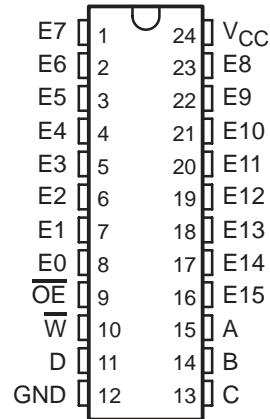 E7 1 24 V_CC
E6 2 23 E8
E5 3 22 E9
E4 4 21 E10
E3 5 20 E11
E2 6 19 E12
E1 7 18 E13
E0 8 17 E14
O̅E̅ 9 16 E15
W̅ 10 15 A
D 11 14 B
GND 12 13 C